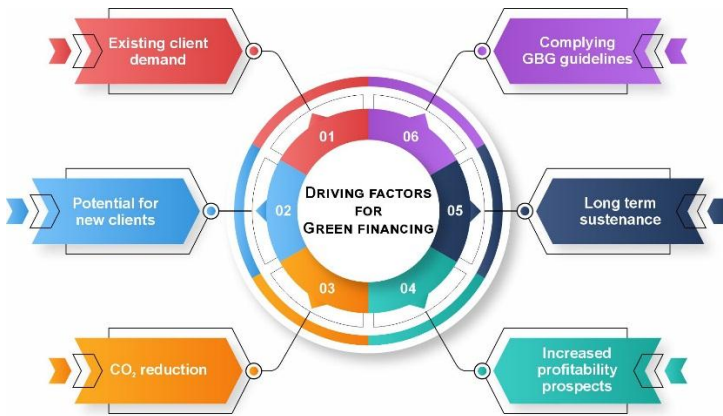 Existing client
demand
Complying
GBG guidelines
01
06
Potential for
new clients
02
DRIVING FACTORS
FOR
GREEN FINANCING
05
Long term
sustenance
03
04
CO₂ reduction
Increased
profitability
prospects